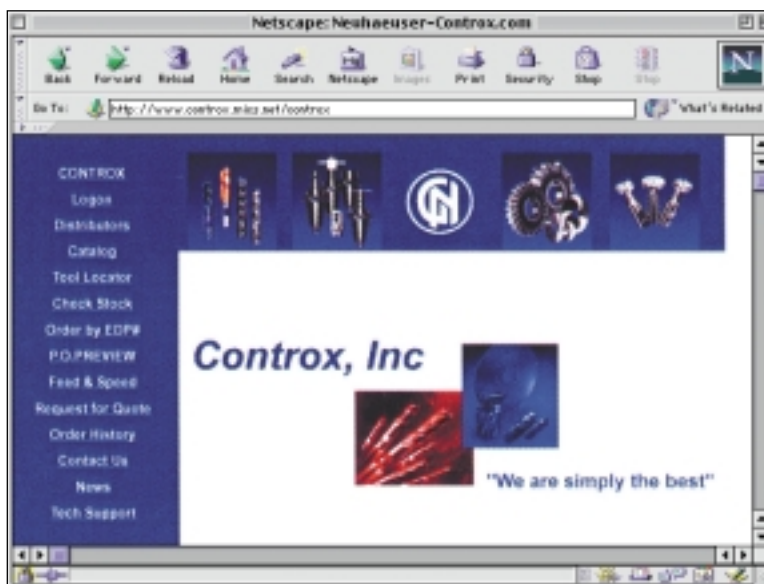 Netscape: Neuhaeuser-Controx.com
Back Forward Reload Home Search Netscape Images Print Security Shop Stop
Go To: http://www.controx.mics.net/controx What's Related
CONTROX
Logon
Distributors
Catalog
Tool Locator
Check Stock
Order by EDP#
P.O.PREVIEW
Feed & Speed
Request for Quote
Order History
Contact Us
News
Tech Support
Controx, Inc
"We are simply the best"